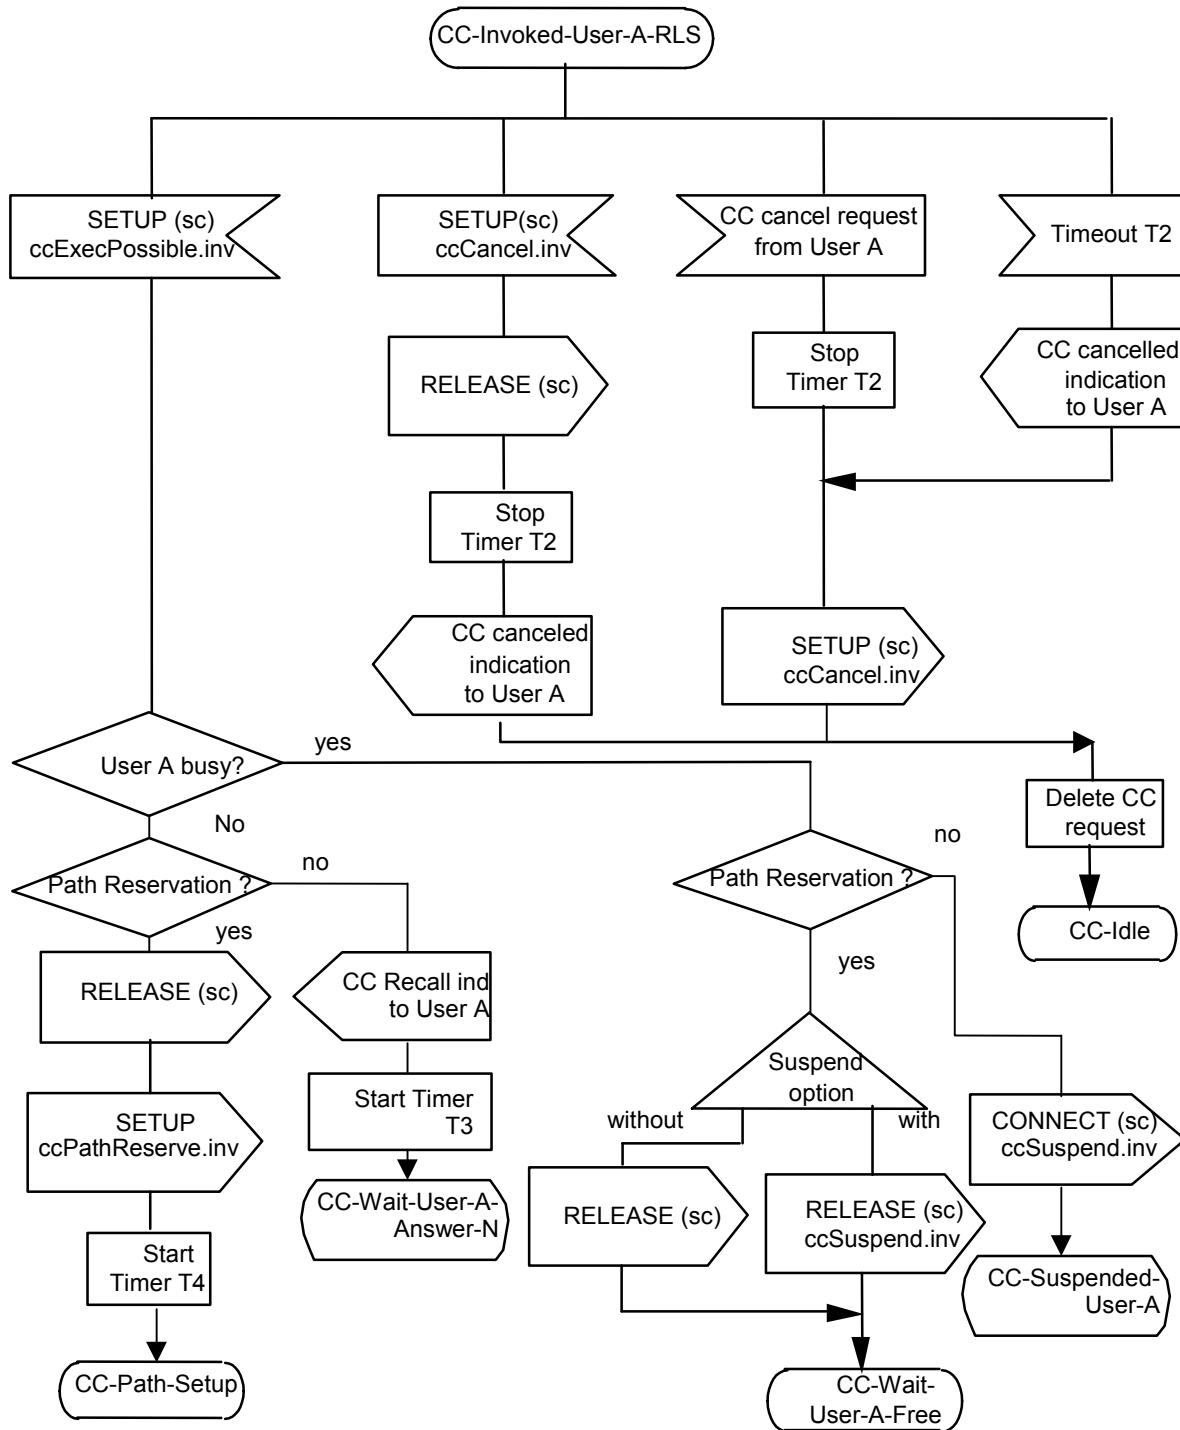 CC-Invoked-User-A-RLS
SETUP (sc)
ccExecPossible.inv
SETUP(sc)
ccCancel.inv
CC cancel request
from User A
Timeout T2
RELEASE (sc)
Stop
Timer T2
CC cancelled
indication
to User A
Stop
Timer T2
CC canceled
indication
to User A
SETUP (sc)
ccCancel.inv
User A busy?
yes
No
Delete CC
request
CC-Idle
Path Reservation ?
no
yes
Path Reservation ?
no
yes
RELEASE (sc)
CC Recall ind
to User A
SETUP
ccPathReserve.inv
Start Timer
T3
Suspend
option
without
with
CONNECT (sc)
ccSuspend.inv
CC-Wait-User-A-
Answer-N
RELEASE (sc)
RELEASE (sc)
ccSuspend.inv
Start
Timer T4
CC-Suspended-
User-A
CC-Path-Setup
CC-Wait-
User-A-Free